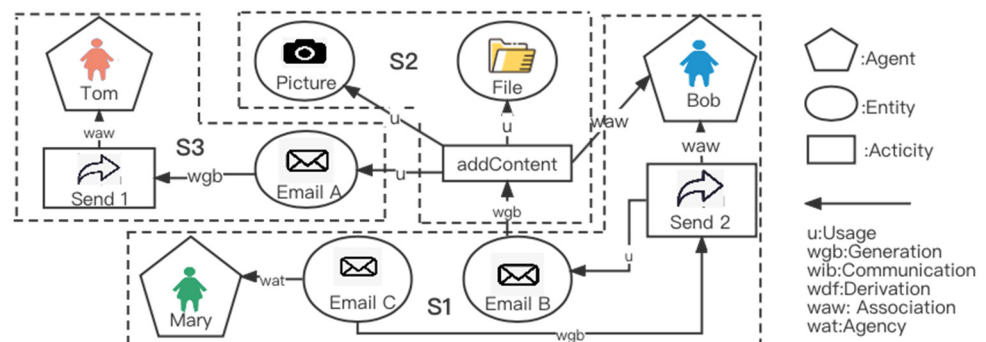 Tom
waw
Send 1
S3
wgb
Email A
Picture
S2
File
u
u
u
addContent
waw
wgb
Bob
waw
Send 2
u
Mary
wat
Email C
S1
Email B
wgb
:Agent
:Entity
:Acticity
u:Usage
wgb:Generation
wib:Communication
wdf:Derivation
waw: Association
wat:Agency